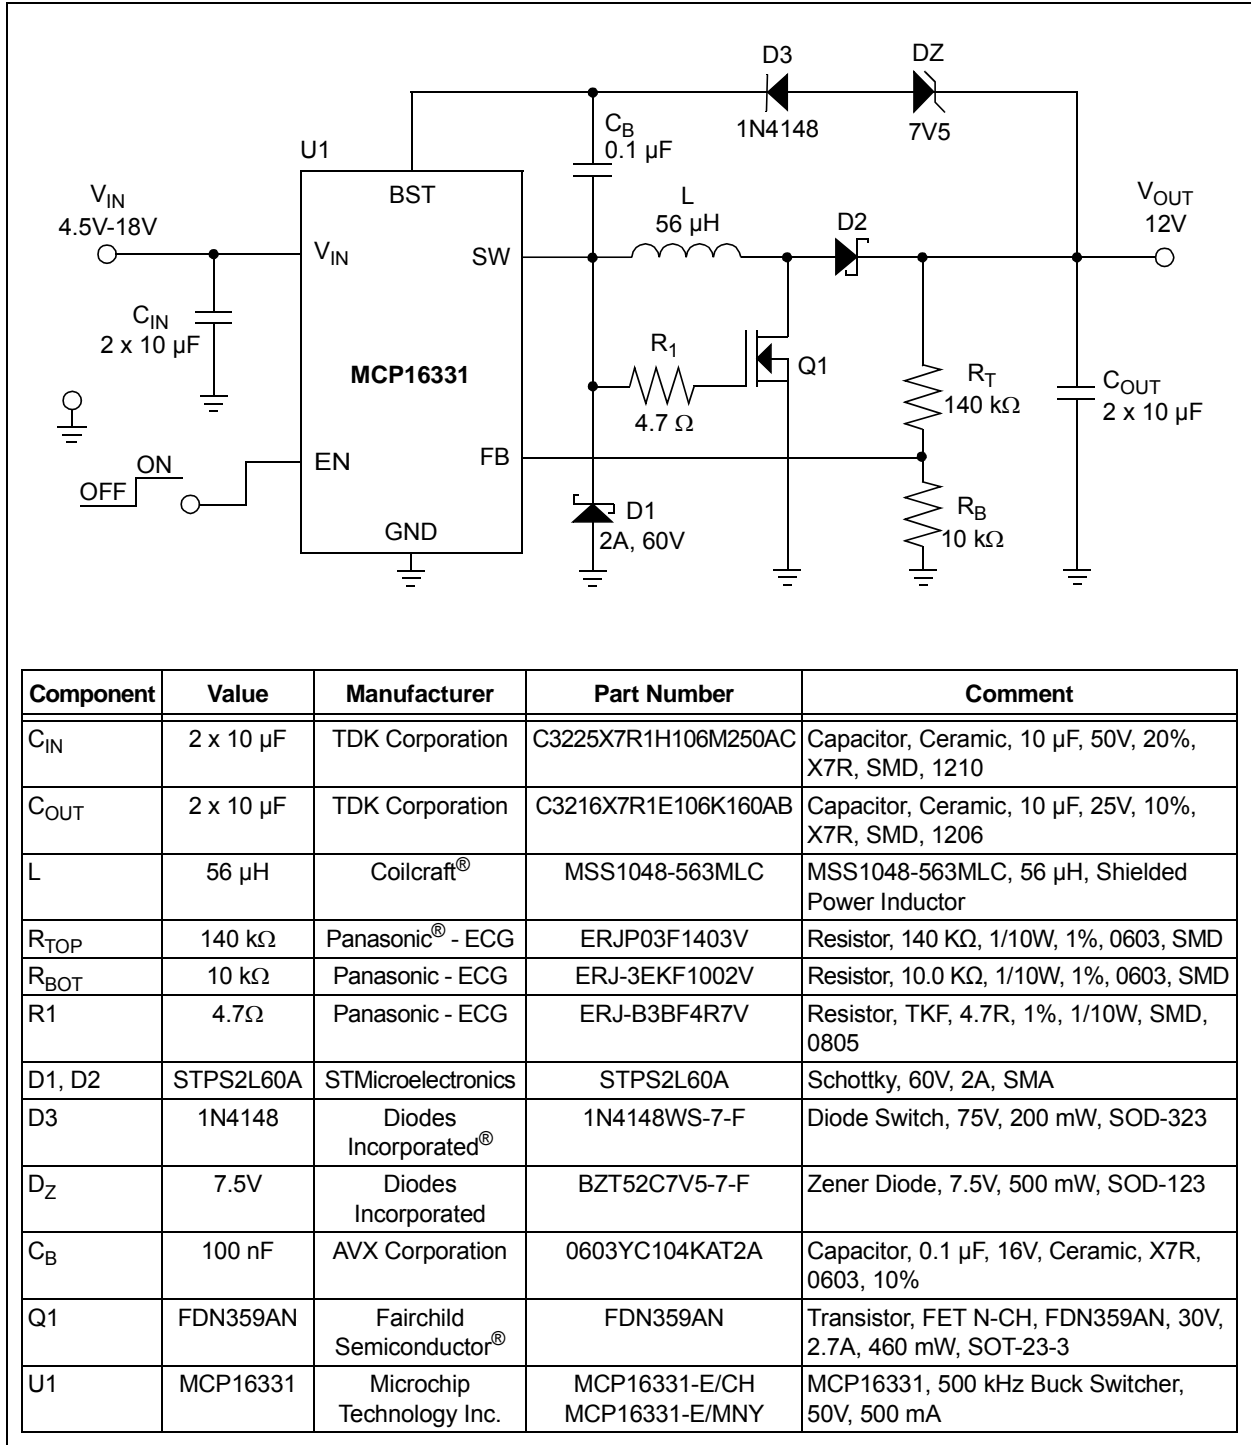 D3
DZ
1N4148
7V5
C_B
0.1 µF
U1
BST
V_IN
4.5V-18V
V_IN
SW
L
56 µH
D2
V_OUT
12V
C_IN
2 x 10 µF
MCP16331
R_1
4.7 Ω
Q1
R_T
140 kΩ
C_OUT
2 x 10 µF
ON
OFF
EN
FB
GND
D1
2A, 60V
R_B
10 kΩ
Component Value Manufacturer Part Number Comment
C_IN 2 x 10 µF TDK Corporation C3225X7R1H106M250AC Capacitor, Ceramic, 10 µF, 50V, 20%,
X7R, SMD, 1210
C_OUT 2 x 10 µF TDK Corporation C3216X7R1E106K160AB Capacitor, Ceramic, 10 µF, 25V, 10%,
X7R, SMD, 1206
L 56 µH Coilcraft® MSS1048-563MLC MSS1048-563MLC, 56 µH, Shielded
Power Inductor
R_TOP 140 kΩ Panasonic® - ECG ERJP03F1403V Resistor, 140 KΩ, 1/10W, 1%, 0603, SMD
R_BOT 10 kΩ Panasonic - ECG ERJ-3EKF1002V Resistor, 10.0 KΩ, 1/10W, 1%, 0603, SMD
R1 4.7Ω Panasonic - ECG ERJ-B3BF4R7V Resistor, TKF, 4.7R, 1%, 1/10W, SMD,
0805
D1, D2 STPS2L60A STMicroelectronics STPS2L60A Schottky, 60V, 2A, SMA
D3 1N4148 Diodes 1N4148WS-7-F Diode Switch, 75V, 200 mW, SOD-323
Incorporated®
D_Z 7.5V Diodes BZT52C7V5-7-F Zener Diode, 7.5V, 500 mW, SOD-123
Incorporated
C_B 100 nF AVX Corporation 0603YC104KAT2A Capacitor, 0.1 µF, 16V, Ceramic, X7R,
0603, 10%
Q1 FDN359AN Fairchild FDN359AN Transistor, FET N-CH, FDN359AN, 30V,
Semiconductor® 2.7A, 460 mW, SOT-23-3
U1 MCP16331 Microchip MCP16331-E/CH MCP16331, 500 kHz Buck Switcher,
Technology Inc. MCP16331-E/MNY 50V, 500 mA